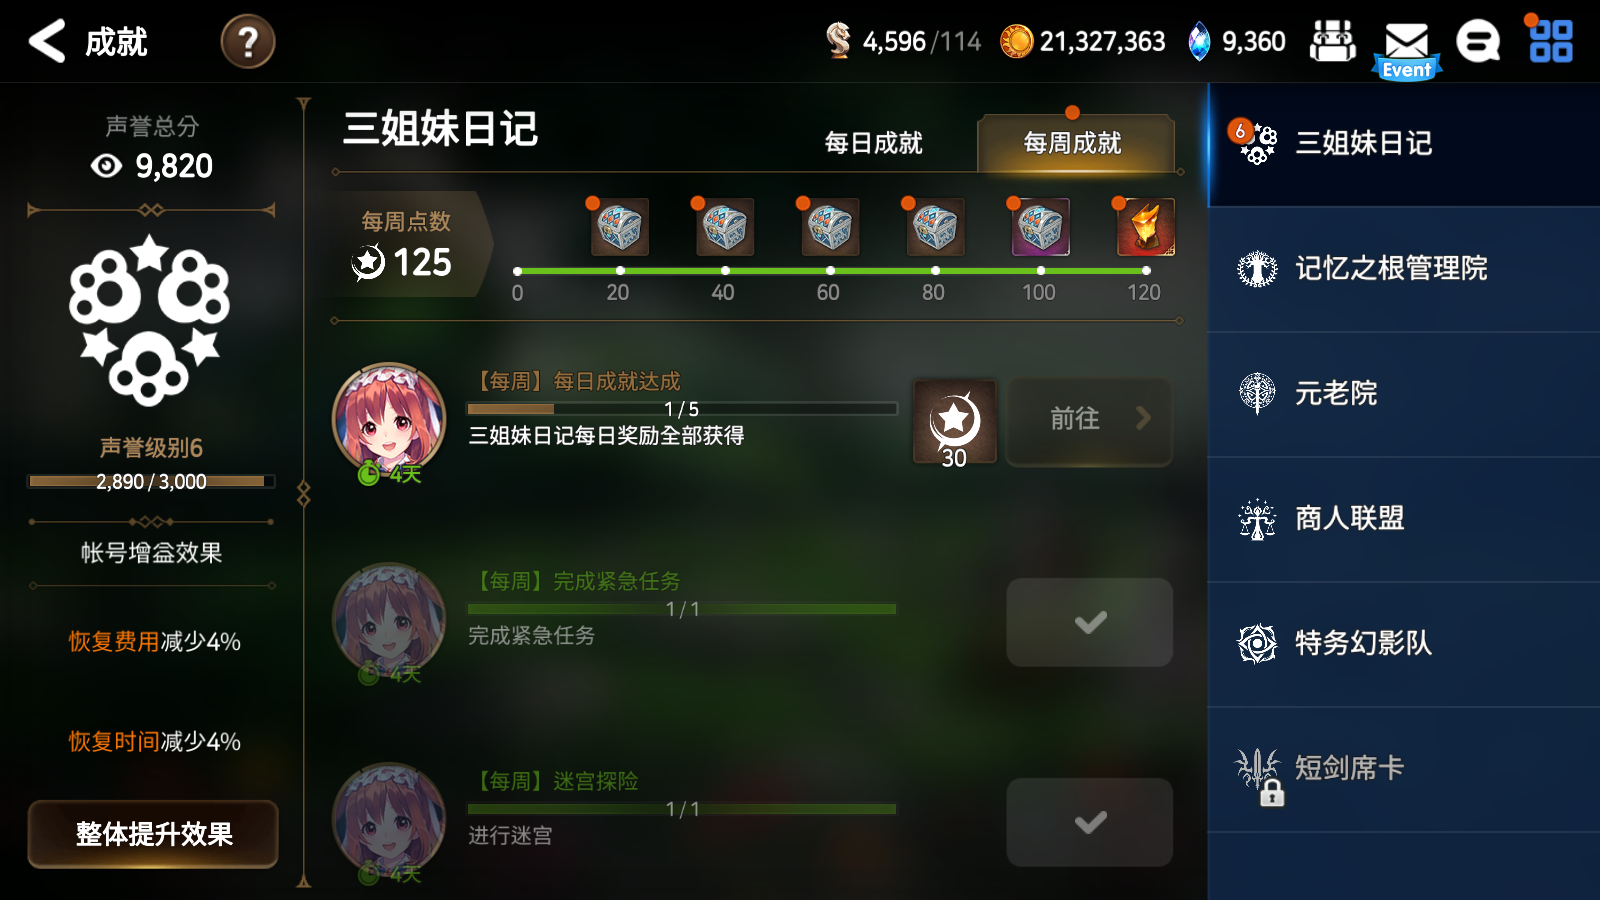 成就
?
4,596/114
21,327,363
9,360
Event
声誉总分
9,820
声誉级别6
2,890 / 3,000
帐号增益效果
恢复费用减少4%
恢复时间减少4%
整体提升效果
三姐妹日记
每日成就
每周成就
每周点数
125
0
20
40
60
80
100
120
【每周】每日成就达成
1 / 5
三姐妹日记每日奖励全部获得
4天
30
前往
【每周】完成紧急任务
1 / 1
完成紧急任务
4天
【每周】迷宫探险
1 / 1
进行迷宫
4天
6
三姐妹日记
记忆之根管理院
元老院
商人联盟
特务幻影队
短剑席卡